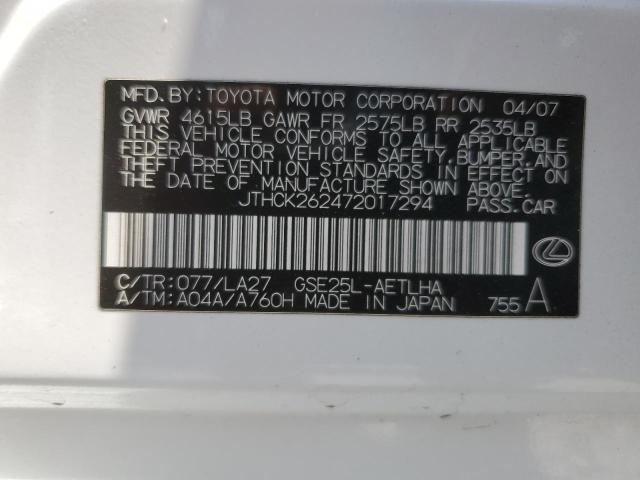 MFD. BY: TOYOTA MOTOR CORPORATION 04/07
GVWR 4615LB GAWR FR 2575LB RR 2535LB
THIS VEHICLE CONFORMS TO ALL APPLICABLE
FEDERAL MOTOR VEHICLE SAFETY, BUMPER, AND
THEFT PREVENTION STANDARDS IN EFFECT ON
THE DATE OF MANUFACTURE SHOWN ABOVE.
JTHCK262472017294 PASS.CAR
C/TR: 077/LA27 GSE25L-AETLHA
A/TM: A04A/A760H MADE IN JAPAN 755 A